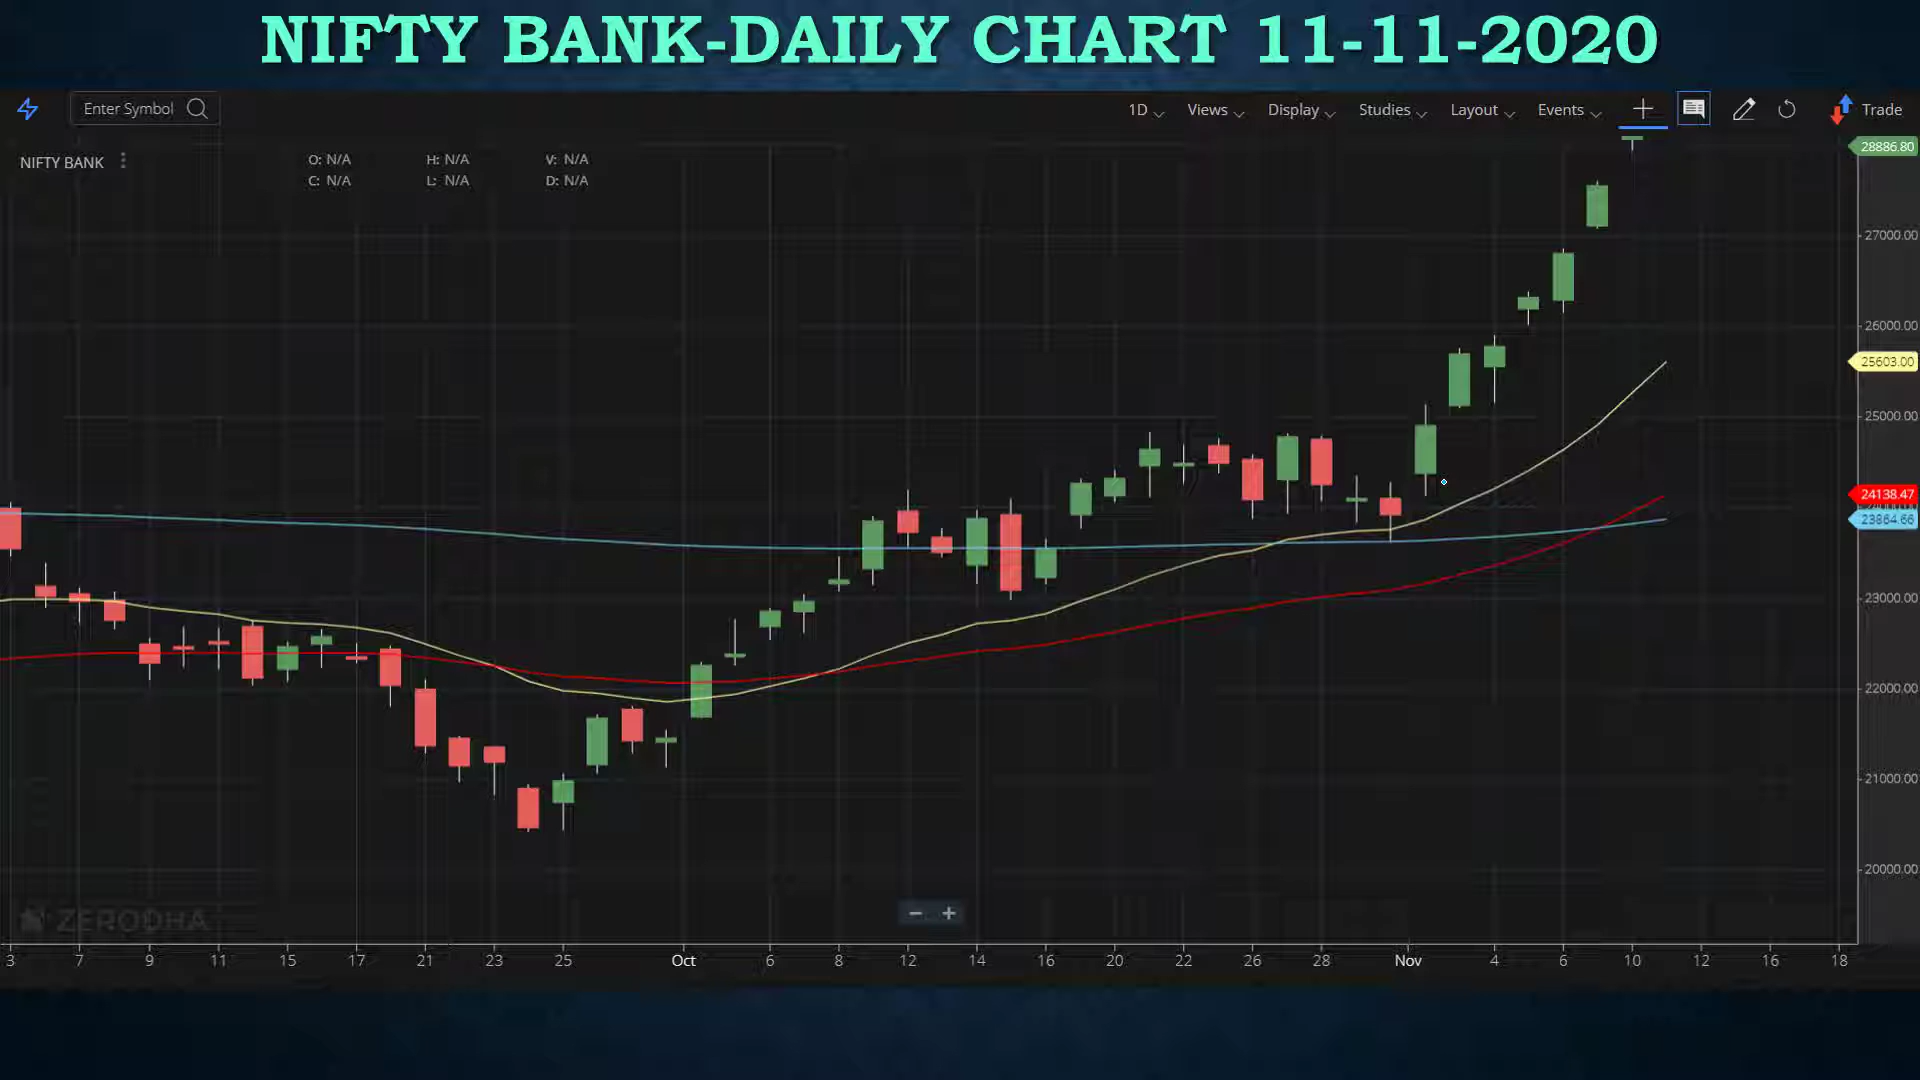 NIFTY BANK-DAILY CHART 11-11-2020
Enter Symbol
1D Views Display Studies Layout Events Trade
NIFTY BANK
O: N/A H: N/A V: N/A
C: N/A L: N/A D: N/A
28886.80
27000.00
26000.00
25603.00
25000.00
24138.47
23864.66
23000.00
22000.00
21000.00
20000.00
ZERODHA
3 7 9 11 15 17 21 23 25 Oct 6 8 12 14 16 20 22 26 28 Nov 4 6 10 12 16 18